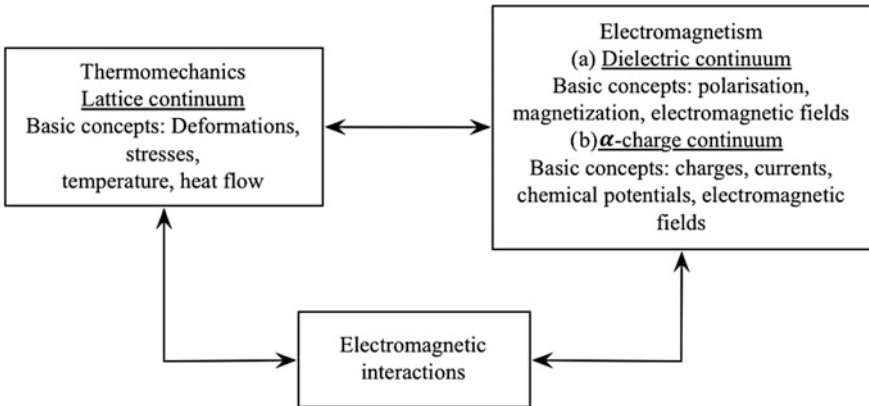 Thermomechanics
Lattice continuum
Basic concepts: Deformations,
stresses,
temperature, heat flow
Electromagnetism
(a) Dielectric continuum
Basic concepts: polarisation,
magnetization, electromagnetic fields
(b)α-charge continuum
Basic concepts: charges, currents,
chemical potentials, electromagnetic
fields
Electromagnetic
interactions